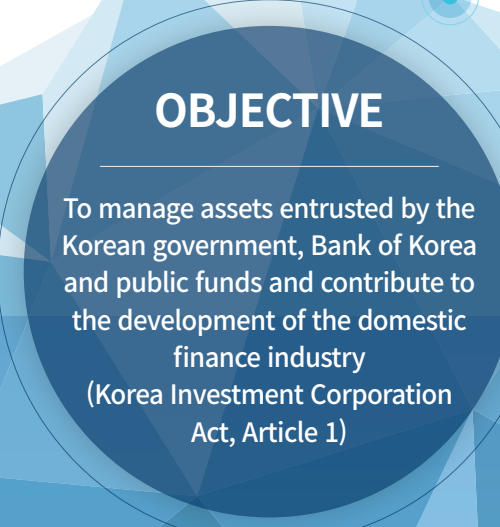 OBJECTIVE
To manage assets entrusted by the
Korean government, Bank of Korea
and public funds and contribute to
the development of the domestic
finance industry
(Korea Investment Corporation
Act, Article 1)